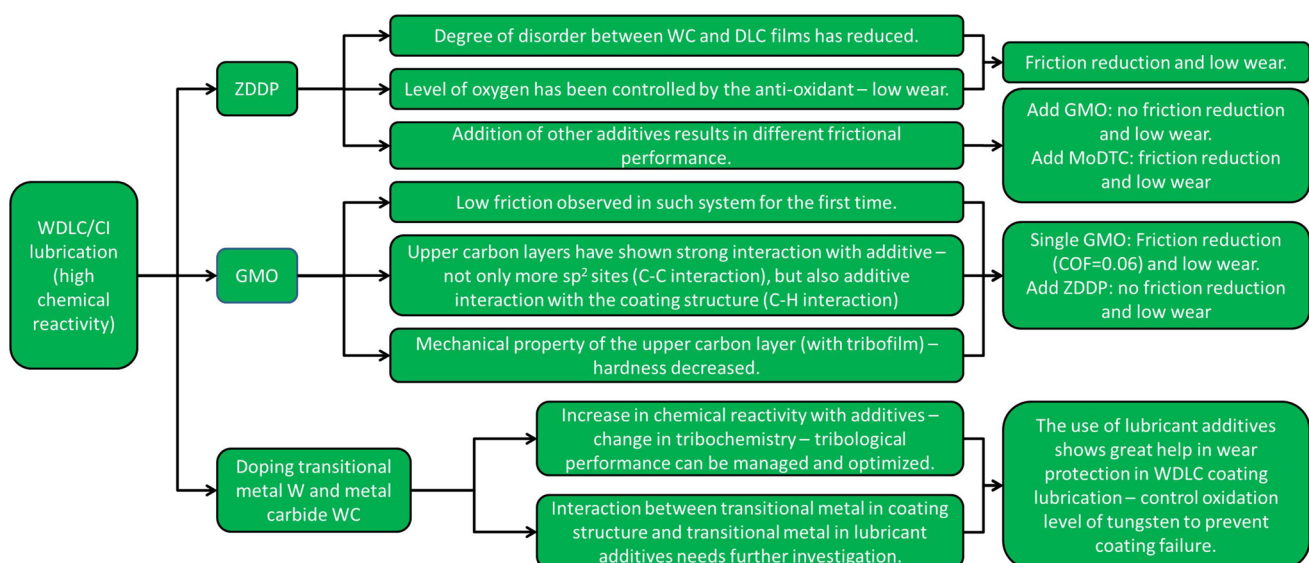 WDLC/CI
lubrication
(high
chemical
reactivity)
ZDDP
Degree of disorder between WC and DLC films has reduced.
Level of oxygen has been controlled by the anti-oxidant – low wear.
Addition of other additives results in different frictional
performance.
Friction reduction and low wear.
Add GMO: no friction reduction
and low wear.
Add MoDTC: friction reduction
and low wear
GMO
Low friction observed in such system for the first time.
Upper carbon layers have shown strong interaction with additive –
not only more sp² sites (C-C interaction), but also additive
interaction with the coating structure (C-H interaction)
Mechanical property of the upper carbon layer (with tribofilm) –
hardness decreased.
Single GMO: Friction reduction
(COF=0.06) and low wear.
Add ZDDP: no friction reduction
and low wear
Doping transitional
metal W and metal
carbide WC
Increase in chemical reactivity with additives –
change in tribochemistry – tribological
performance can be managed and optimized.
Interaction between transitional metal in coating
structure and transitional metal in lubricant
additives needs further investigation.
The use of lubricant additives
shows great help in wear
protection in WDLC coating
lubrication – control oxidation
level of tungsten to prevent
coating failure.